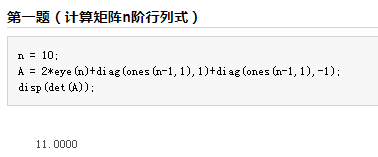 第一题（计算矩阵n阶行列式）
n = 10;
A = 2*eye(n)+diag(ones(n-1,1),1)+diag(ones(n-1,1),-1);
disp(det(A));
11.0000